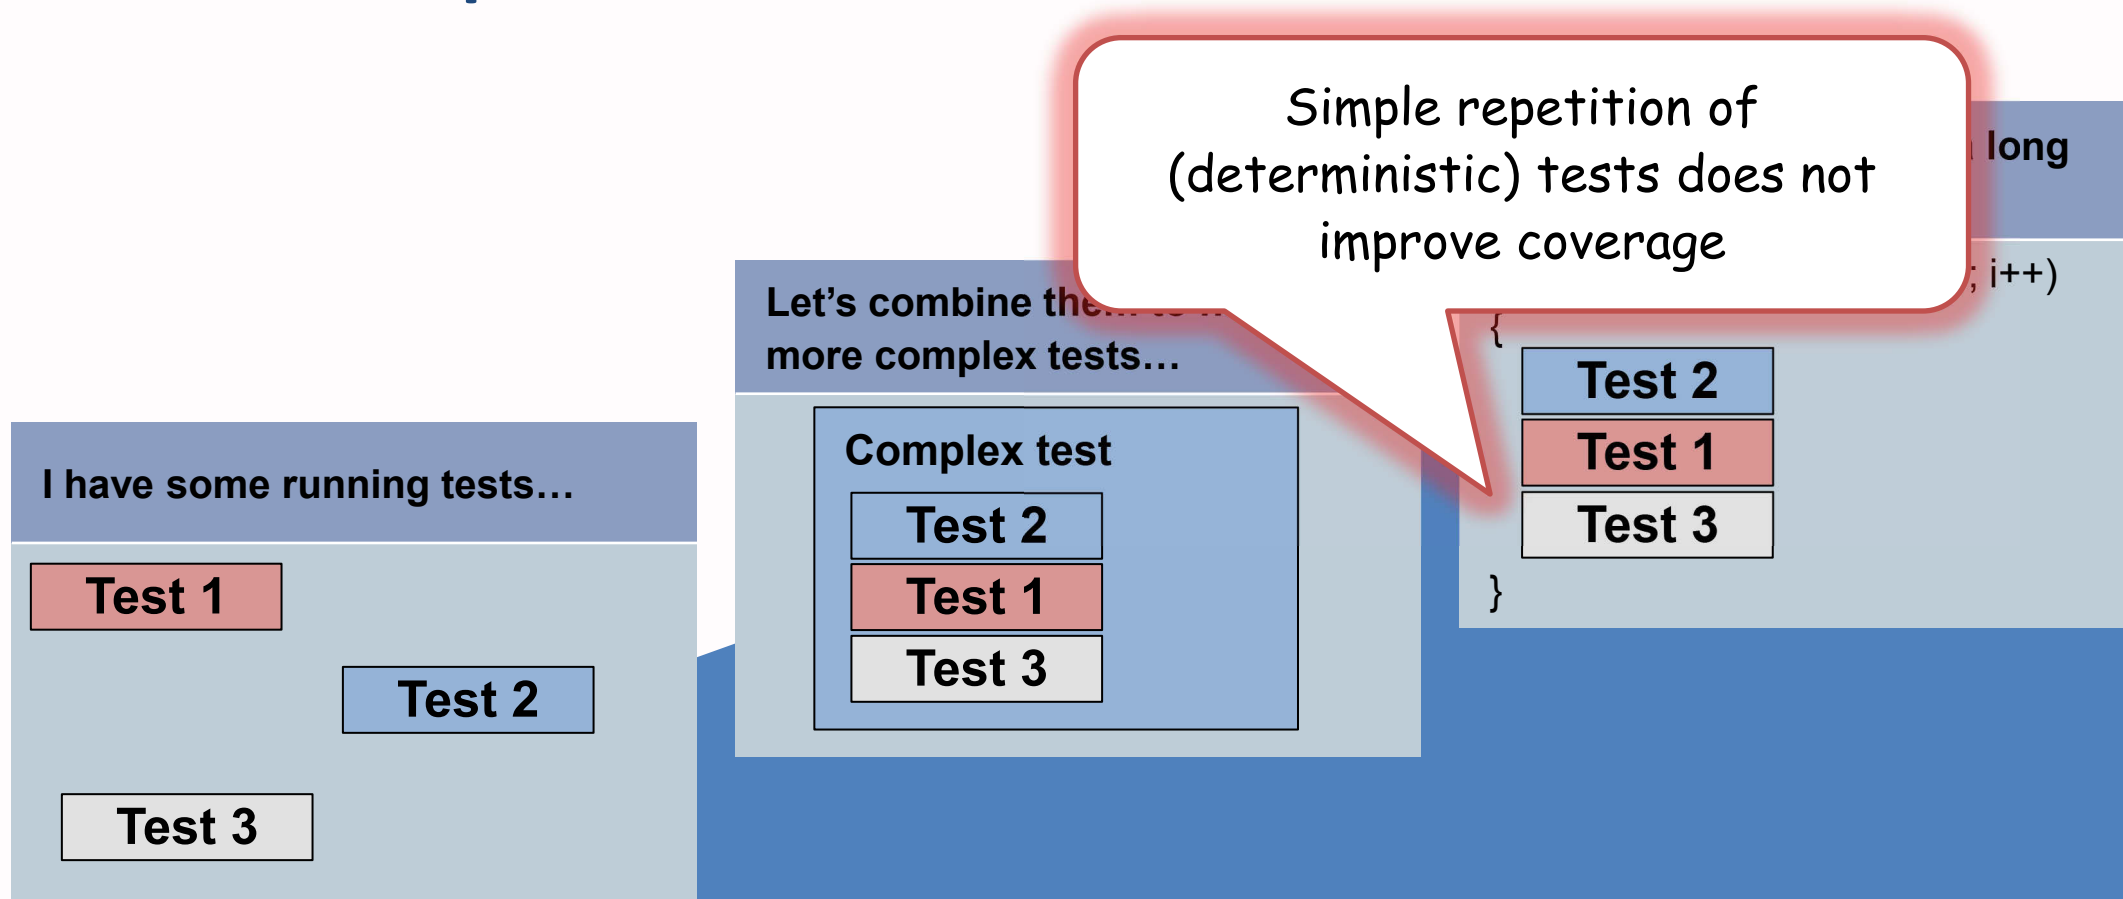 I have some running tests…
Test 1
Test 2
Test 3
Let’s combine
more complex tests…
Complex test
Test 2
Test 1
Test 3
Simple repetition of
(deterministic) tests does not
improve coverage
long
; i++)
{
Test 2
Test 1
Test 3
}